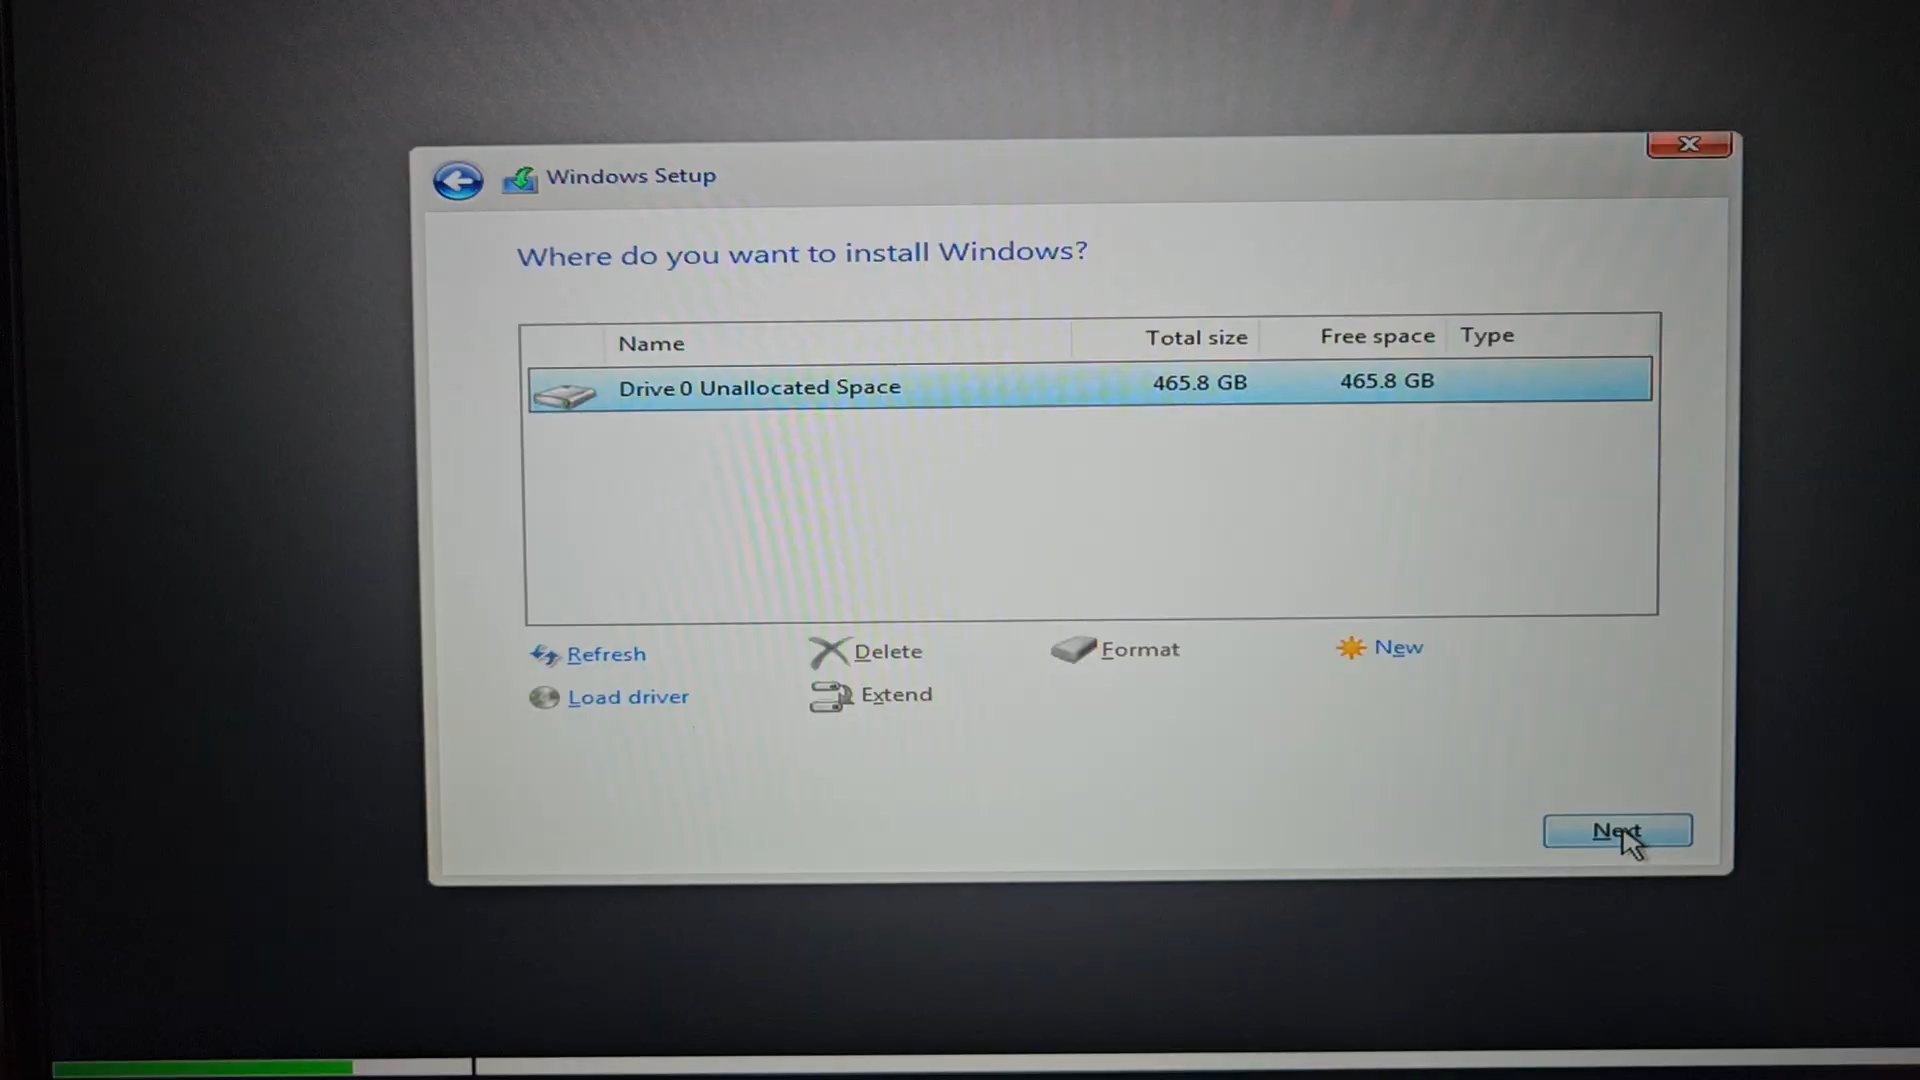 Windows Setup
Where do you want to install Windows?
Name Total size Free space Type
Drive 0 Unallocated Space 465.8 GB 465.8 GB
Refresh Delete Format New
Load driver Extend
Next